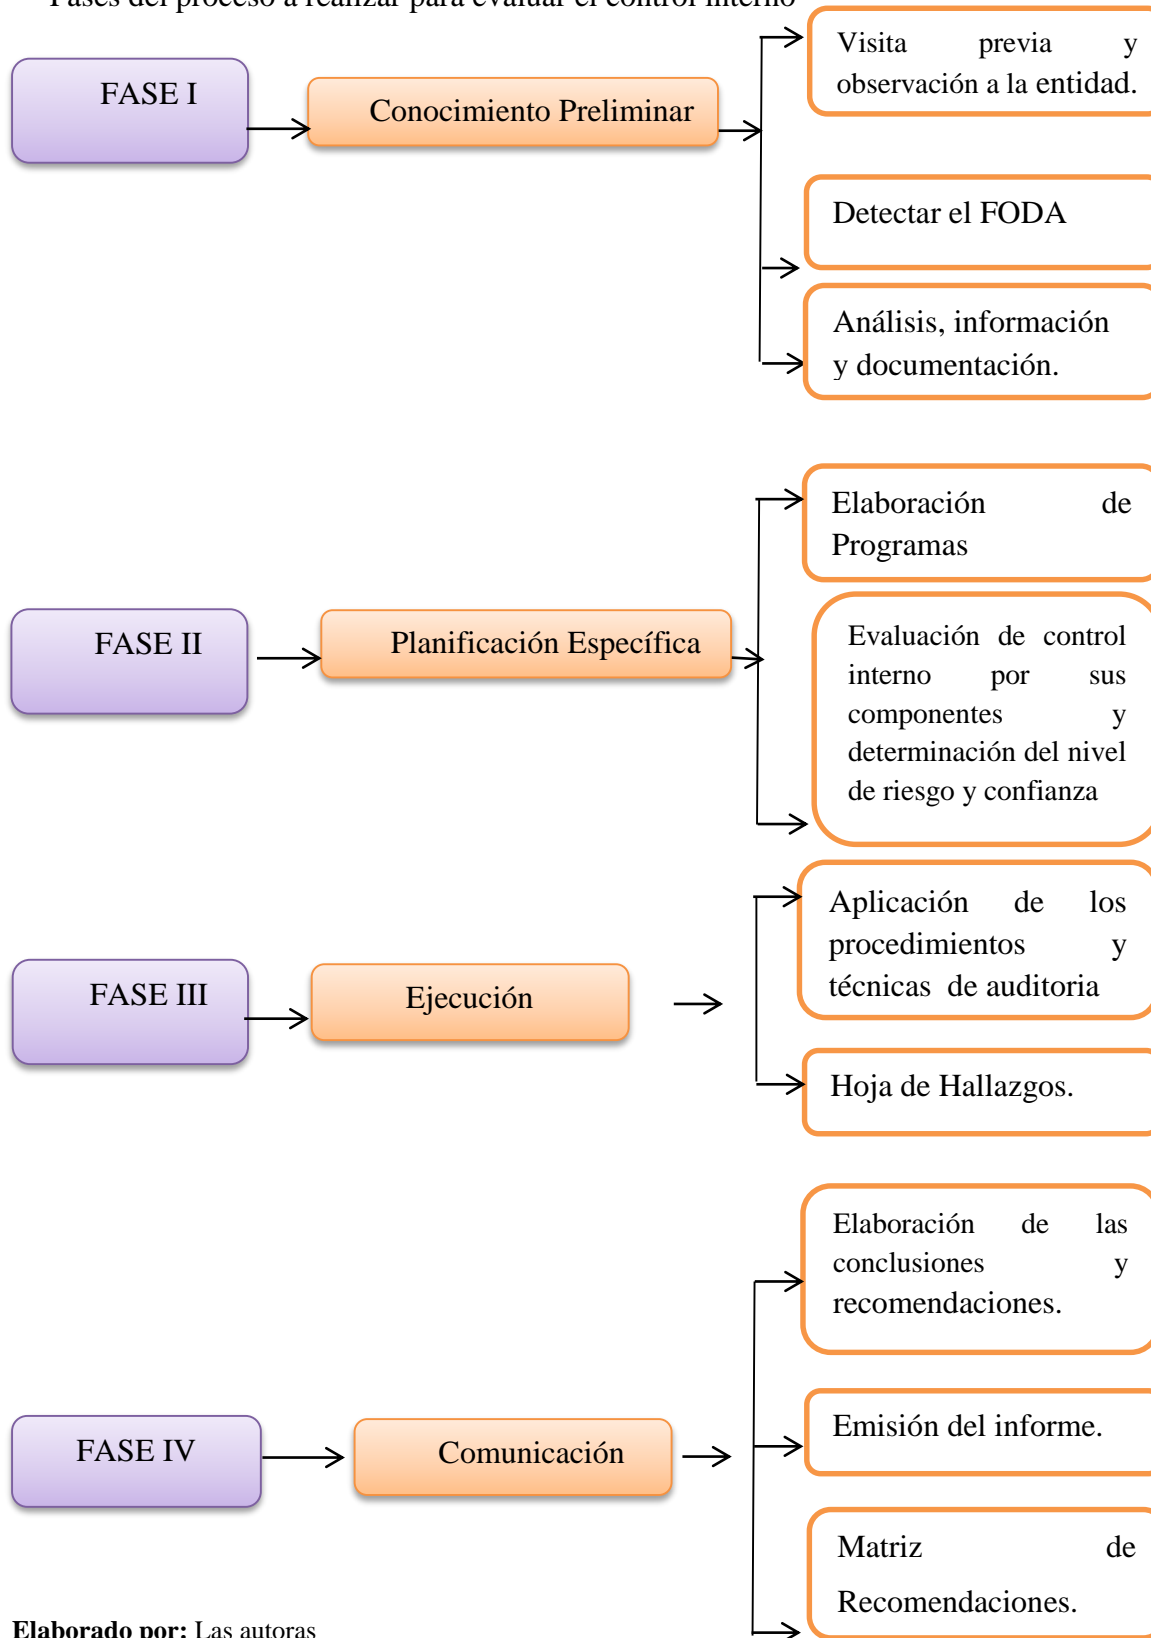 Fases del proceso a realizar para evaluar el control interno
FASE I
Conocimiento Preliminar
Visita previa y
observación a la entidad.
Detectar el FODA
Análisis, información
y documentación.
FASE II
Planificación Específica
Elaboración de
Programas
Evaluación de control
interno por sus
componentes y
determinación del nivel
de riesgo y confianza
FASE III
Ejecución
Aplicación de los
procedimientos y
técnicas de auditoria
Hoja de Hallazgos.
FASE IV
Comunicación
Elaboración de las
conclusiones y
recomendaciones.
Emisión del informe.
Matriz de
Recomendaciones.
Elaborado por: Las autoras